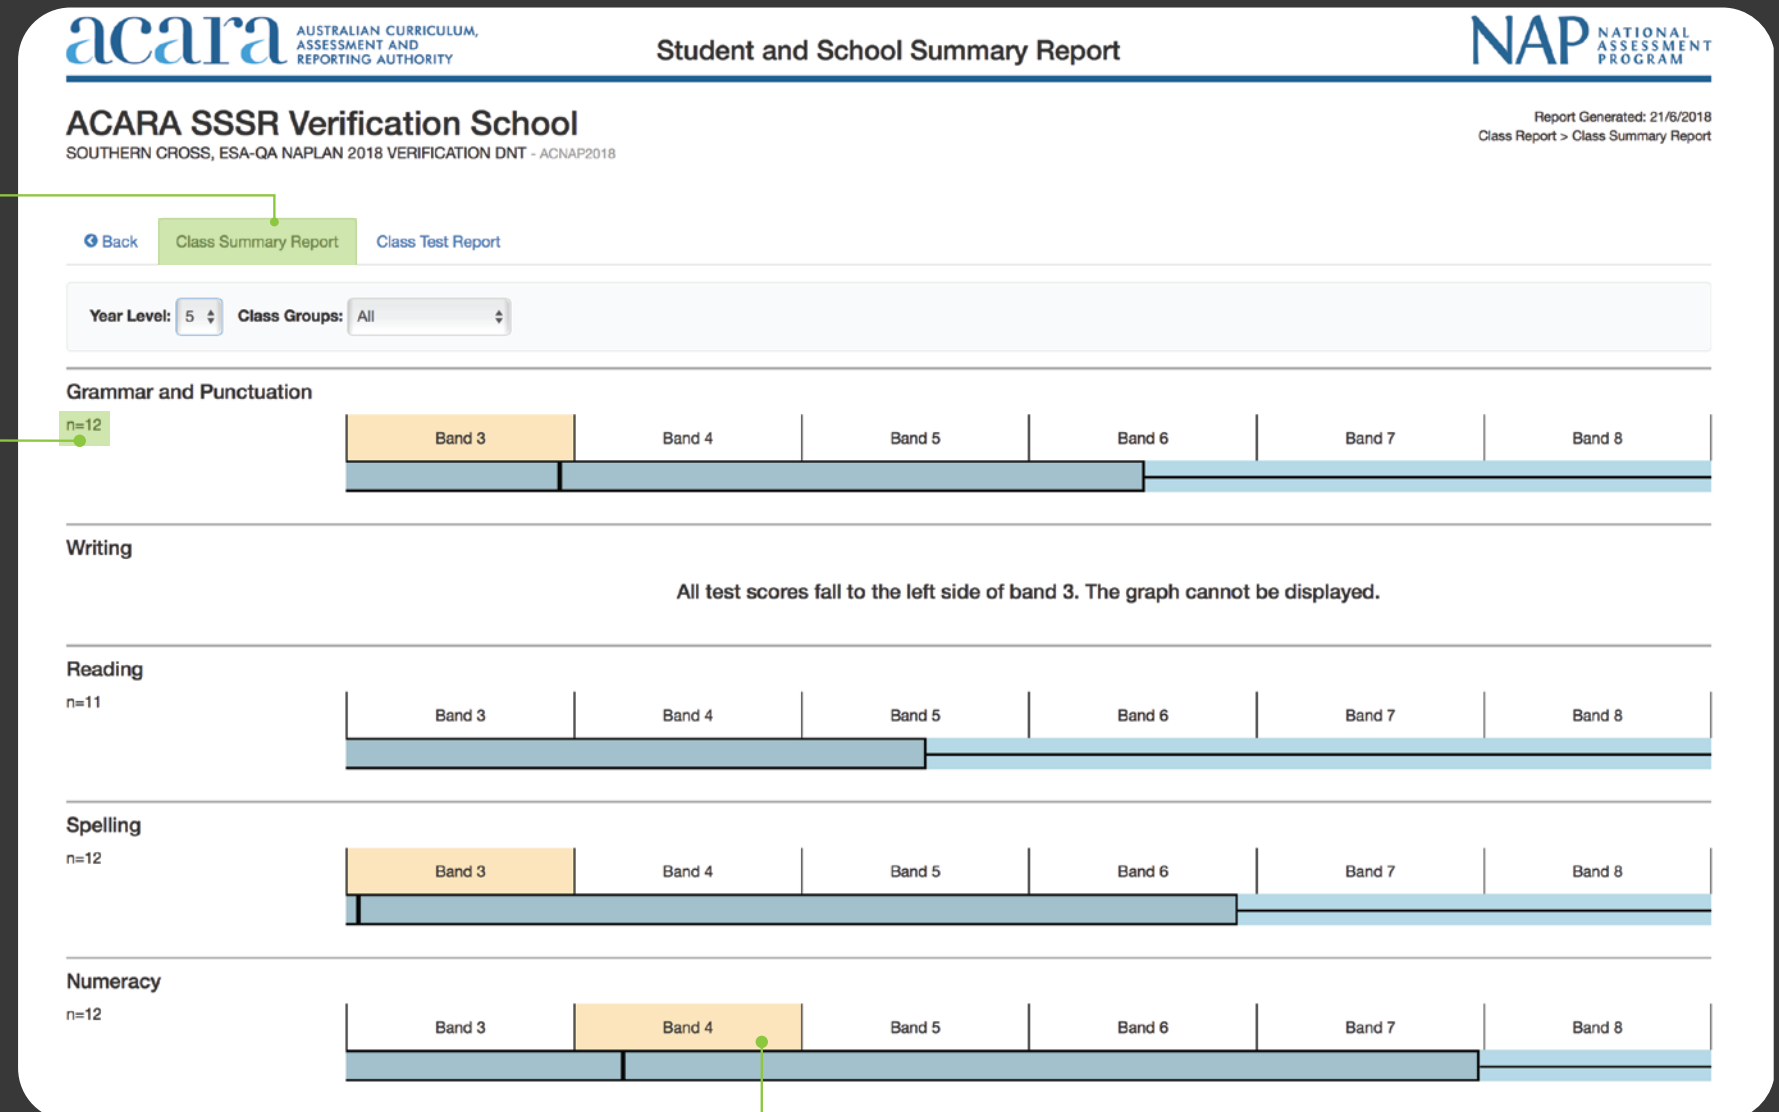 acara AUSTRALIAN CURRICULUM,
ASSESSMENT AND
REPORTING AUTHORITY
Student and School Summary Report
NAP NATIONAL
ASSESSMENT
PROGRAM
ACARA SSSR Verification School
SOUTHERN CROSS, ESA-QA NAPLAN 2018 VERIFICATION DNT - ACNAP2018
Report Generated: 21/6/2018
Class Report > Class Summary Report
Back Class Summary Report Class Test Report
Year Level: 5 Class Groups: All
Grammar and Punctuation
n=12
Band 3 Band 4 Band 5 Band 6 Band 7 Band 8
Writing
All test scores fall to the left side of band 3. The graph cannot be displayed.
Reading
n=11
Band 3 Band 4 Band 5 Band 6 Band 7 Band 8
Spelling
n=12
Band 3 Band 4 Band 5 Band 6 Band 7 Band 8
Numeracy
n=12
Band 3 Band 4 Band 5 Band 6 Band 7 Band 8